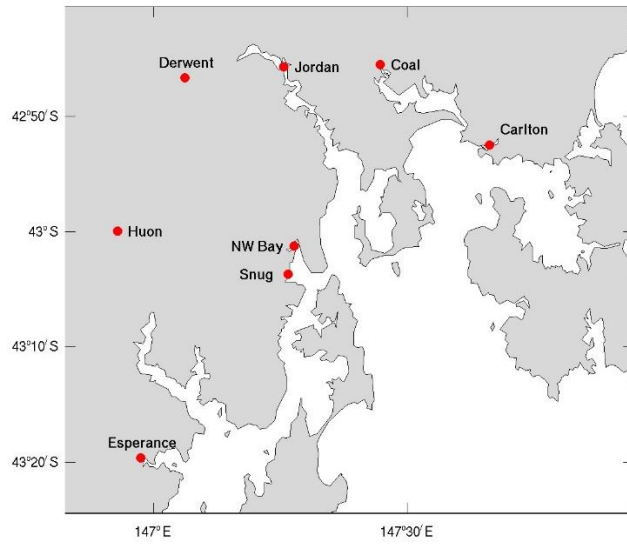 Derwent
Jordan
Coal
42°50′ S
Carlton
Huon
43° S
NW Bay
Snug
43°10′ S
Esperance
43°20′ S
147° E
147°30′ E